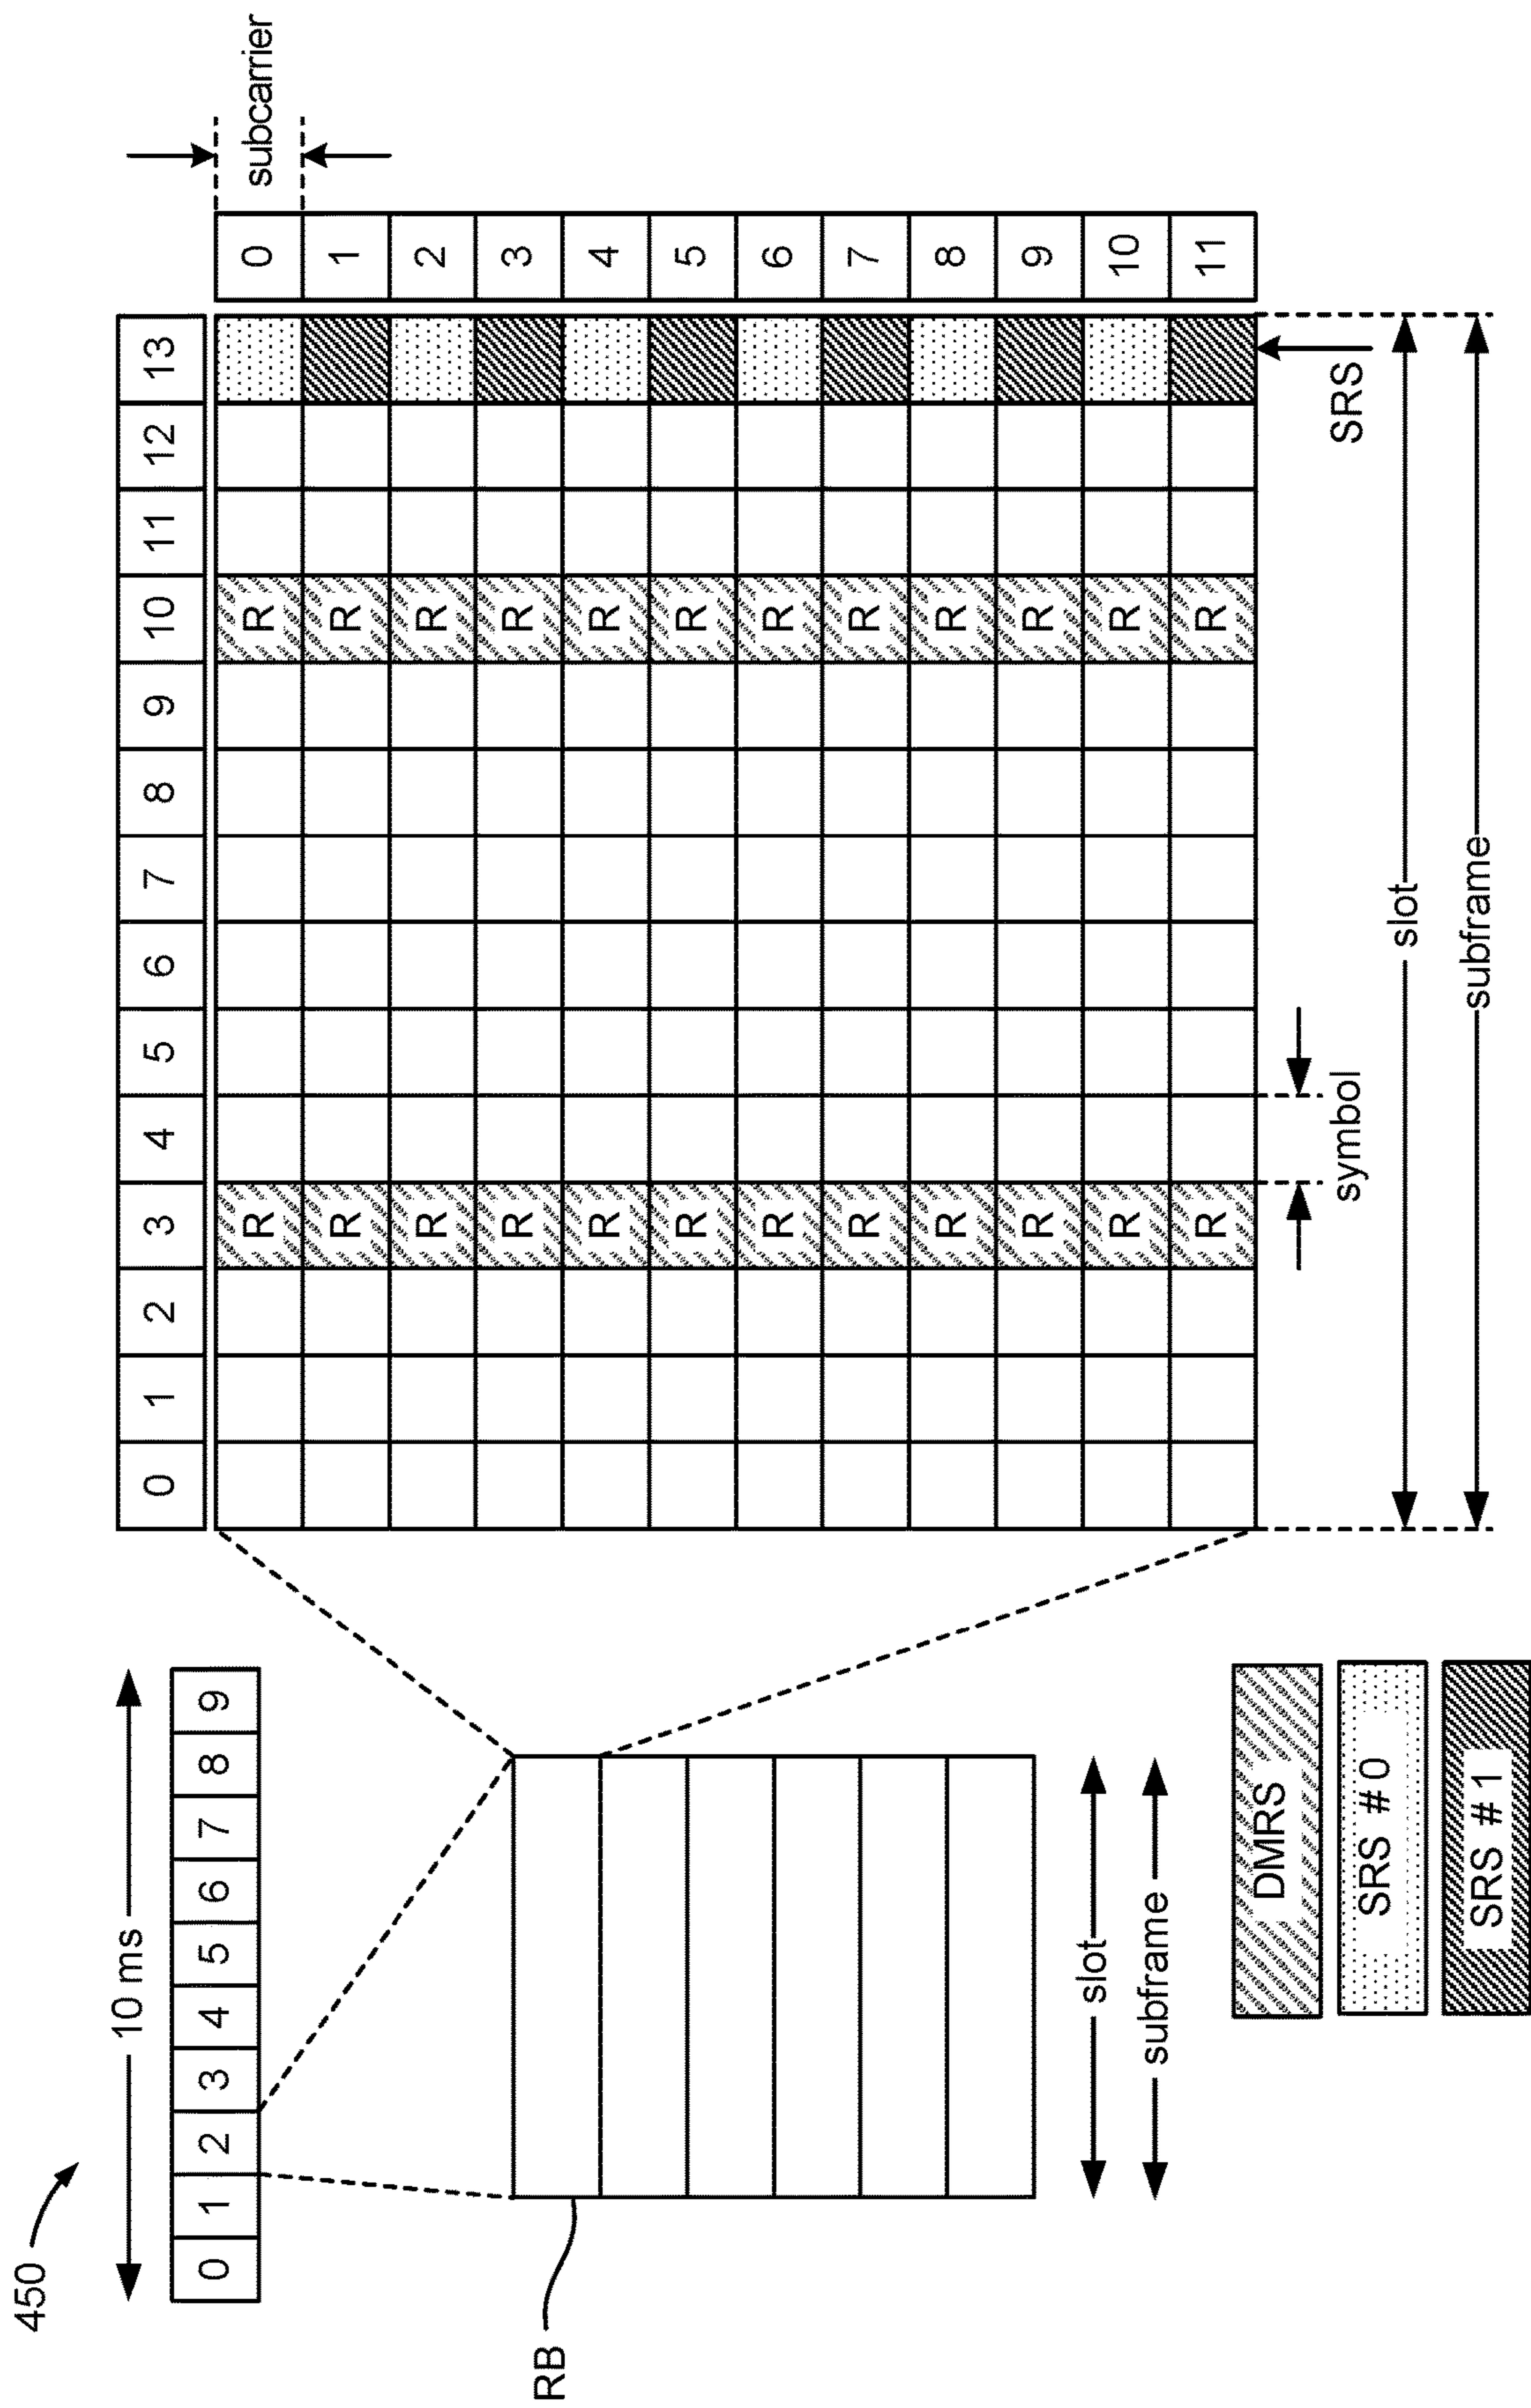 450
10 ms
0 1 2 3 4 5 6 7 8 9
RB
slot
subframe
DMRS
SRS # 0
SRS # 1
0 1 2 3 4 5 6 7 8 9 10 11 12 13
subcarrier
R R 0
R R 1
R R 2
R R 3
R R 4
R R 5
R R 6
R R 7
R R 8
R R 9
R R 10
R R 11
symbol
SRS
slot
subframe